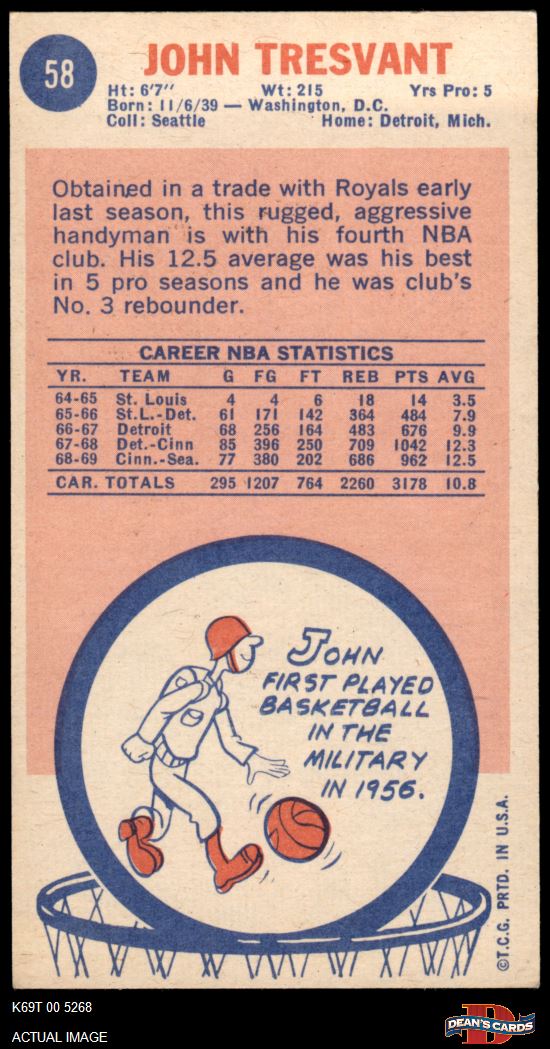 58
JOHN TRESVANT
Ht: 6'7" Wt: 215 Yrs Pro: 5
Born: 11/6/39 — Washington, D.C.
Coll: Seattle Home: Detroit, Mich.
Obtained in a trade with Royals early
last season, this rugged, aggressive
handyman is with his fourth NBA
club. His 12.5 average was his best
in 5 pro seasons and he was club's
No. 3 rebounder.
CAREER NBA STATISTICS
YR. TEAM G FG FT REB PTS AVG
64-65 St. Louis 4 4 6 18 14 3.5
65-66 St.L.-Det. 61 171 142 364 484 7.9
66-67 Detroit 68 256 164 483 676 9.9
67-68 Det.-Cinn 85 396 250 709 1042 12.3
68-69 Cinn.-Sea. 77 380 202 686 962 12.5
CAR. TOTALS 295 1207 764 2260 3178 10.8
JOHN
FIRST PLAYED
BASKETBALL
IN THE
MILITARY
IN 1956.
©T.C.G. PRTD. IN U.S.A.
K69T 00 5268
ACTUAL IMAGE
D
DEAN'S CARDS